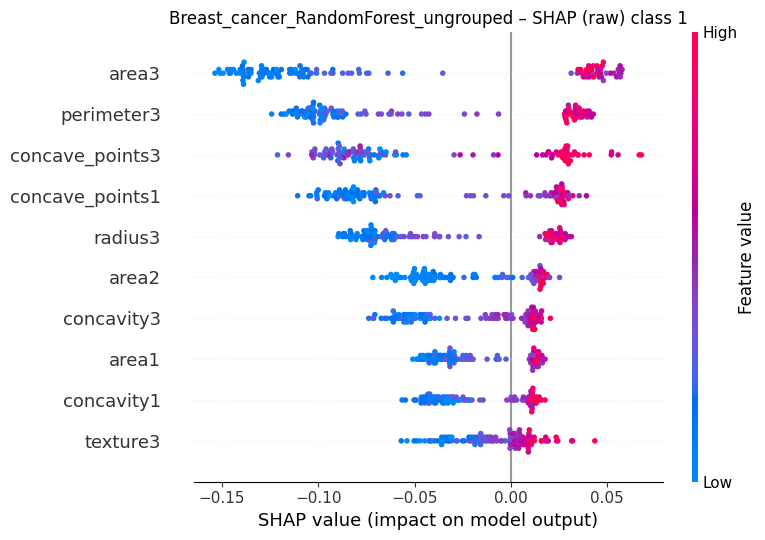 Breast_cancer_RandomForest_ungrouped – SHAP (raw) class 1
High
area3
perimeter3
concave_points3
concave_points1
radius3
area2
concavity3
area1
concavity1
texture3
Feature value
Low
−0.15 −0.10 −0.05 0.00 0.05
SHAP value (impact on model output)